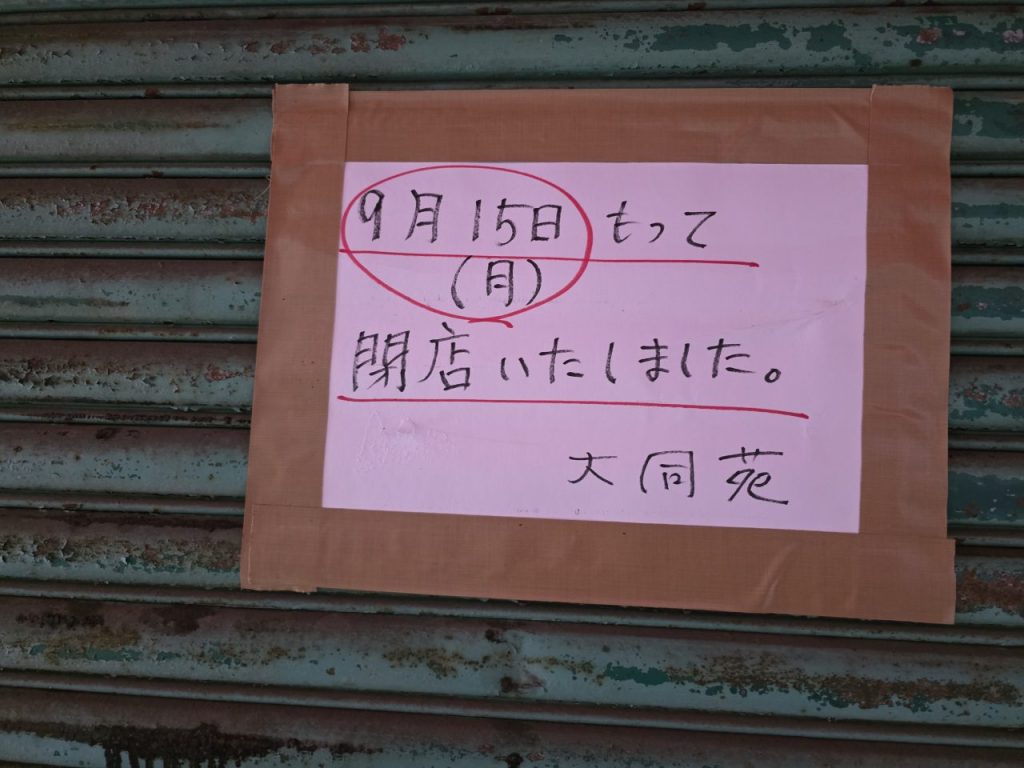 9月15日もって
(月)
閉店いたしました。
大同苑